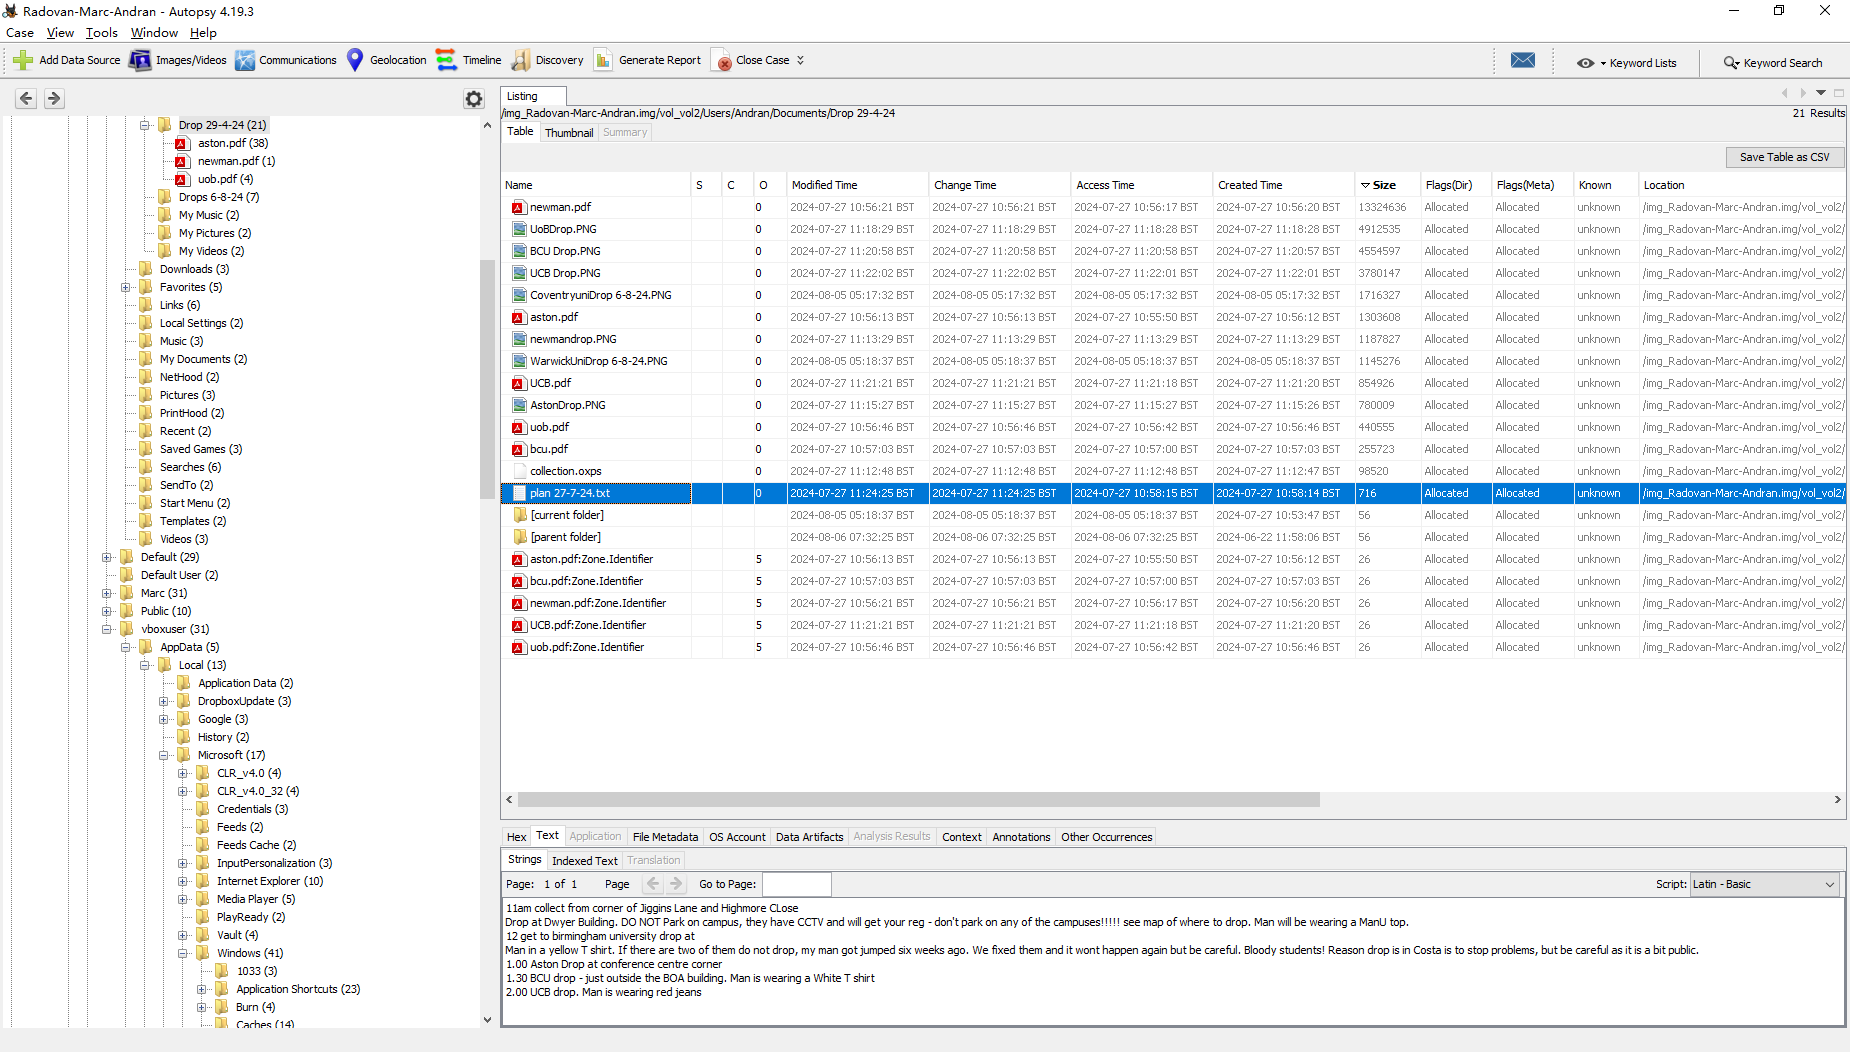 Radovan-Marc-Andran - Autopsy 4.19.3
Case View Tools Window Help
Add Data Source Images/Videos Communications Geolocation Timeline Discovery Generate Report Close Case Keyword Lists Keyword Search
Drop 29-4-24 (21)
aston.pdf (38)
newman.pdf (1)
uob.pdf (4)
Drops 6-8-24 (7)
My Music (2)
My Pictures (2)
My Videos (2)
Downloads (3)
Favorites (5)
Links (6)
Local Settings (2)
Music (3)
My Documents (2)
NetHood (2)
Pictures (3)
PrintHood (2)
Recent (2)
Saved Games (3)
Searches (6)
SendTo (2)
Start Menu (2)
Templates (2)
Videos (3)
Default (29)
Default User (2)
Marc (31)
Public (10)
vboxuser (31)
AppData (5)
Local (13)
Application Data (2)
DropboxUpdate (3)
Google (3)
History (2)
Microsoft (17)
CLR_v4.0 (4)
CLR_v4.0_32 (4)
Credentials (3)
Feeds (2)
Feeds Cache (2)
InputPersonalization (3)
Internet Explorer (10)
Media Player (5)
PlayReady (2)
Vault (4)
Windows (41)
1033 (3)
Application Shortcuts (23)
Burn (4)
Caches (14)
Listing
/img_Radovan-Marc-Andran.img/vol_vol2/Users/Andran/Documents/Drop 29-4-24 21 Results
Table Thumbnail Summary
Save Table as CSV
Name S C O Modified Time Change Time Access Time Created Time Size Flags(Dir) Flags(Meta) Known Location
newman.pdf 0 2024-07-27 10:56:21 BST 2024-07-27 10:56:21 BST 2024-07-27 10:56:17 BST 2024-07-27 10:56:20 BST 13324636 Allocated Allocated unknown /img_Radovan-Marc-Andran.img/vol_vol2/
UoBDrop.PNG 0 2024-07-27 11:18:29 BST 2024-07-27 11:18:29 BST 2024-07-27 11:18:28 BST 2024-07-27 11:18:28 BST 4912535 Allocated Allocated unknown /img_Radovan-Marc-Andran.img/vol_vol2/
BCU Drop.PNG 0 2024-07-27 11:20:58 BST 2024-07-27 11:20:58 BST 2024-07-27 11:20:58 BST 2024-07-27 11:20:57 BST 4554597 Allocated Allocated unknown /img_Radovan-Marc-Andran.img/vol_vol2/
UCB Drop.PNG 0 2024-07-27 11:22:02 BST 2024-07-27 11:22:02 BST 2024-07-27 11:22:01 BST 2024-07-27 11:22:01 BST 3780147 Allocated Allocated unknown /img_Radovan-Marc-Andran.img/vol_vol2/
CoventryuniDrop 6-8-24.PNG 0 2024-08-05 05:17:32 BST 2024-08-05 05:17:32 BST 2024-08-05 05:17:32 BST 2024-08-05 05:17:32 BST 1716327 Allocated Allocated unknown /img_Radovan-Marc-Andran.img/vol_vol2/
aston.pdf 0 2024-07-27 10:56:13 BST 2024-07-27 10:56:13 BST 2024-07-27 10:55:50 BST 2024-07-27 10:56:12 BST 1303608 Allocated Allocated unknown /img_Radovan-Marc-Andran.img/vol_vol2/
newmandrop.PNG 0 2024-07-27 11:13:29 BST 2024-07-27 11:13:29 BST 2024-07-27 11:13:29 BST 2024-07-27 11:13:29 BST 1187827 Allocated Allocated unknown /img_Radovan-Marc-Andran.img/vol_vol2/
WarwickUniDrop 6-8-24.PNG 0 2024-08-05 05:18:37 BST 2024-08-05 05:18:37 BST 2024-08-05 05:18:37 BST 2024-08-05 05:18:37 BST 1145276 Allocated Allocated unknown /img_Radovan-Marc-Andran.img/vol_vol2/
UCB.pdf 0 2024-07-27 11:21:21 BST 2024-07-27 11:21:21 BST 2024-07-27 11:21:18 BST 2024-07-27 11:21:20 BST 854926 Allocated Allocated unknown /img_Radovan-Marc-Andran.img/vol_vol2/
AstonDrop.PNG 0 2024-07-27 11:15:27 BST 2024-07-27 11:15:27 BST 2024-07-27 11:15:27 BST 2024-07-27 11:15:26 BST 780009 Allocated Allocated unknown /img_Radovan-Marc-Andran.img/vol_vol2/
uob.pdf 0 2024-07-27 10:56:46 BST 2024-07-27 10:56:46 BST 2024-07-27 10:56:42 BST 2024-07-27 10:56:46 BST 440555 Allocated Allocated unknown /img_Radovan-Marc-Andran.img/vol_vol2/
bcu.pdf 0 2024-07-27 10:57:03 BST 2024-07-27 10:57:03 BST 2024-07-27 10:57:00 BST 2024-07-27 10:57:03 BST 255723 Allocated Allocated unknown /img_Radovan-Marc-Andran.img/vol_vol2/
collection.oxps 0 2024-07-27 11:12:48 BST 2024-07-27 11:12:48 BST 2024-07-27 11:12:48 BST 2024-07-27 11:12:47 BST 98520 Allocated Allocated unknown /img_Radovan-Marc-Andran.img/vol_vol2/
plan 27-7-24.txt 0 2024-07-27 11:24:25 BST 2024-07-27 11:24:25 BST 2024-07-27 10:58:15 BST 2024-07-27 10:58:14 BST 716 Allocated Allocated unknown /img_Radovan-Marc-Andran.img/vol_vol2/
[current folder] 2024-08-05 05:18:37 BST 2024-08-05 05:18:37 BST 2024-08-05 05:18:37 BST 2024-07-27 10:53:47 BST 56 Allocated Allocated unknown /img_Radovan-Marc-Andran.img/vol_vol2/
[parent folder] 2024-08-06 07:32:25 BST 2024-08-06 07:32:25 BST 2024-08-06 07:32:25 BST 2024-06-22 11:58:06 BST 56 Allocated Allocated unknown /img_Radovan-Marc-Andran.img/vol_vol2/
aston.pdf:Zone.Identifier 5 2024-07-27 10:56:13 BST 2024-07-27 10:56:13 BST 2024-07-27 10:55:50 BST 2024-07-27 10:56:12 BST 26 Allocated Allocated unknown /img_Radovan-Marc-Andran.img/vol_vol2/
bcu.pdf:Zone.Identifier 5 2024-07-27 10:57:03 BST 2024-07-27 10:57:03 BST 2024-07-27 10:57:00 BST 2024-07-27 10:57:03 BST 26 Allocated Allocated unknown /img_Radovan-Marc-Andran.img/vol_vol2/
newman.pdf:Zone.Identifier 5 2024-07-27 10:56:21 BST 2024-07-27 10:56:21 BST 2024-07-27 10:56:17 BST 2024-07-27 10:56:20 BST 26 Allocated Allocated unknown /img_Radovan-Marc-Andran.img/vol_vol2/
UCB.pdf:Zone.Identifier 5 2024-07-27 11:21:21 BST 2024-07-27 11:21:21 BST 2024-07-27 11:21:18 BST 2024-07-27 11:21:20 BST 26 Allocated Allocated unknown /img_Radovan-Marc-Andran.img/vol_vol2/
uob.pdf:Zone.Identifier 5 2024-07-27 10:56:46 BST 2024-07-27 10:56:46 BST 2024-07-27 10:56:42 BST 2024-07-27 10:56:46 BST 26 Allocated Allocated unknown /img_Radovan-Marc-Andran.img/vol_vol2/
Hex Text Application File Metadata OS Account Data Artifacts Analysis Results Context Annotations Other Occurrences
Strings Indexed Text Translation
Page: 1 of 1 Page Go to Page: Script: Latin - Basic
11am collect from corner of Jiggins Lane and Highmore CLose
Drop at Dwyer Building. DO NOT Park on campus, they have CCTV and will get your reg - don't park on any of the campuses!!!!! see map of where to drop. Man will be wearing a ManU top.
12 get to birmingham university drop at
Man in a yellow T shirt. If there are two of them do not drop, my man got jumped six weeks ago. We fixed them and it wont happen again but be careful. Bloody students! Reason drop is in Costa is to stop problems, but be careful as it is a bit public.
1.00 Aston Drop at conference centre corner
1.30 BCU drop - just outside the BOA building. Man is wearing a White T shirt
2.00 UCB drop. Man is wearing red jeans